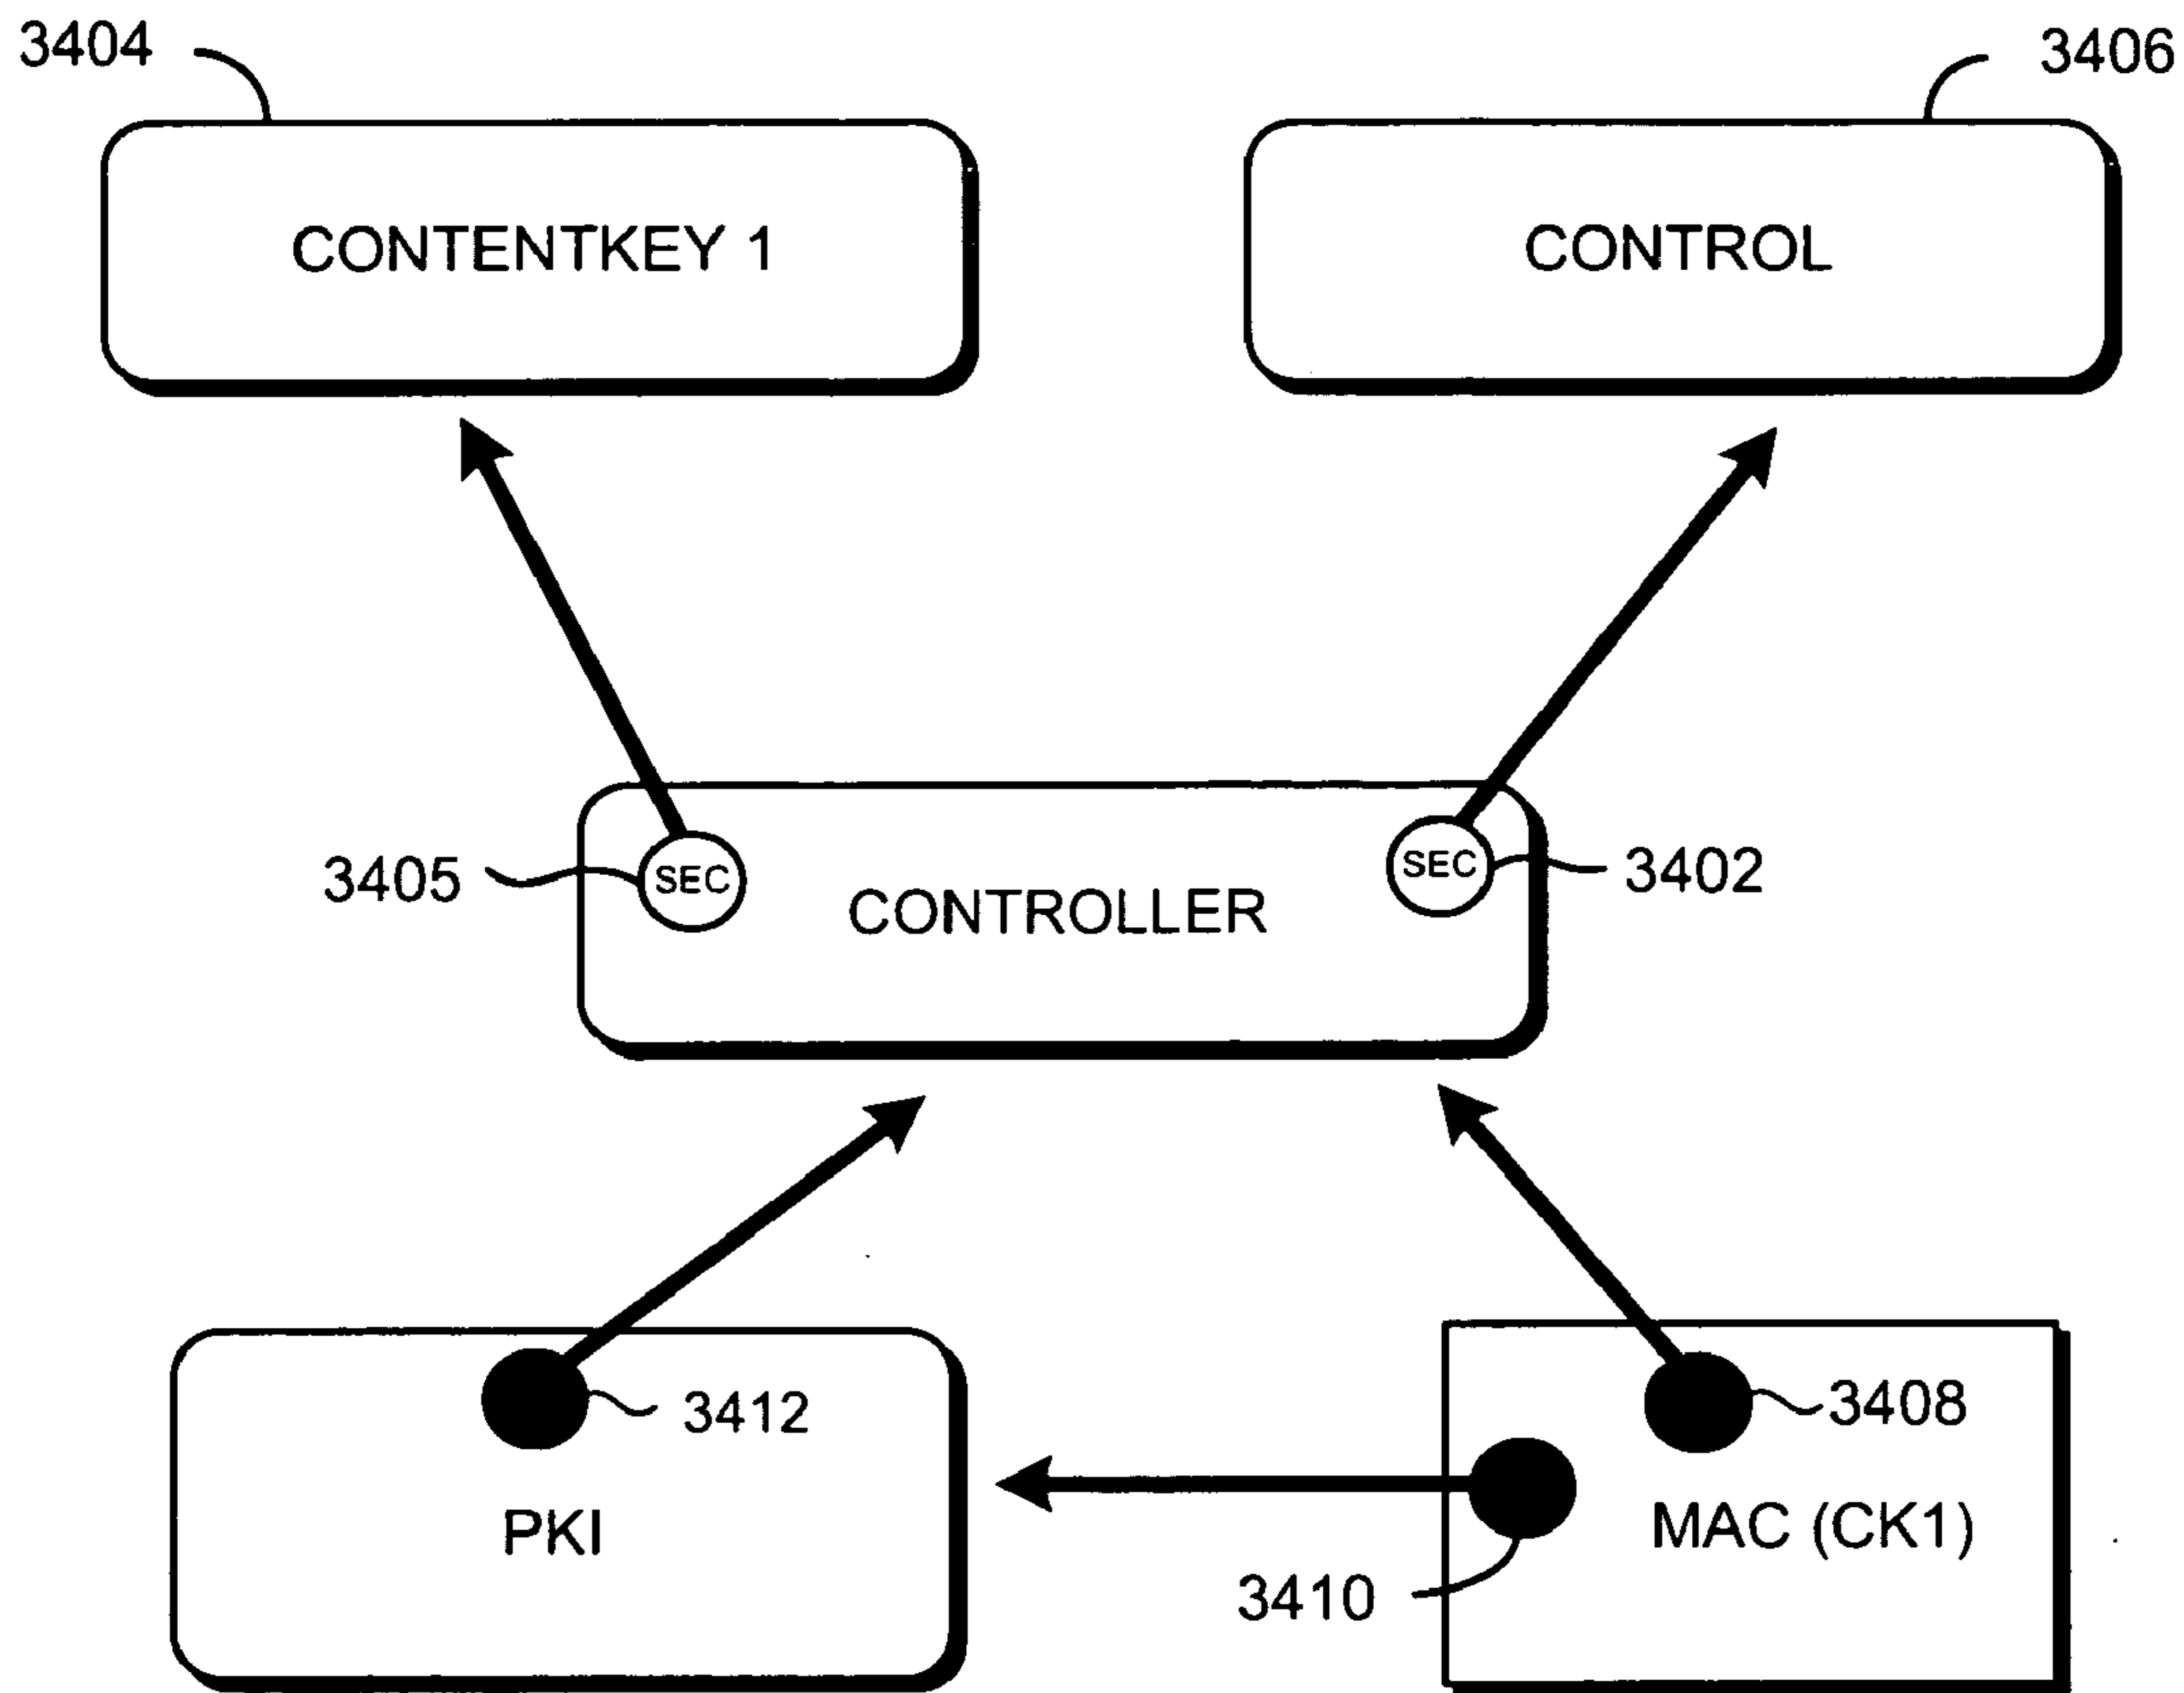 3404
3406
CONTENTKEY 1
CONTROL
3405
SEC
CONTROLLER
SEC
3402
3412
PKI
3408
MAC (CK1)
3410